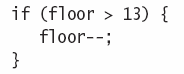 if (floor > 13) {
    floor--;
}